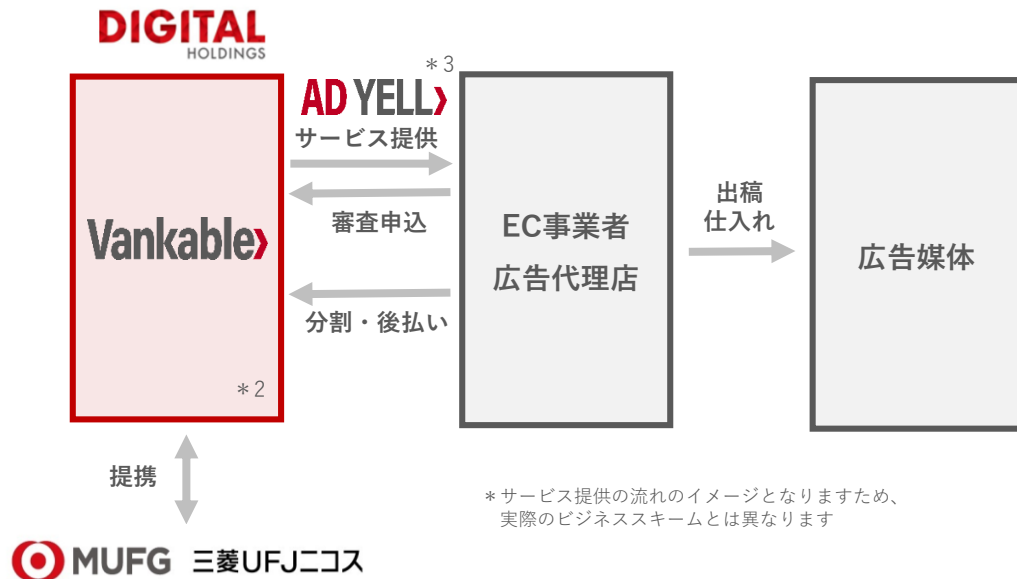 DIGITAL
HOLDINGS
*3
AD YELL
サービス提供
審査申込
分割・後払い
Vankable
*2
EC事業者
広告代理店
出稿
仕入れ
広告媒体
提携
*サービス提供の流れのイメージとなりますため、
実際のビジネススキームとは異なります
MUFG 三菱UFJニコス